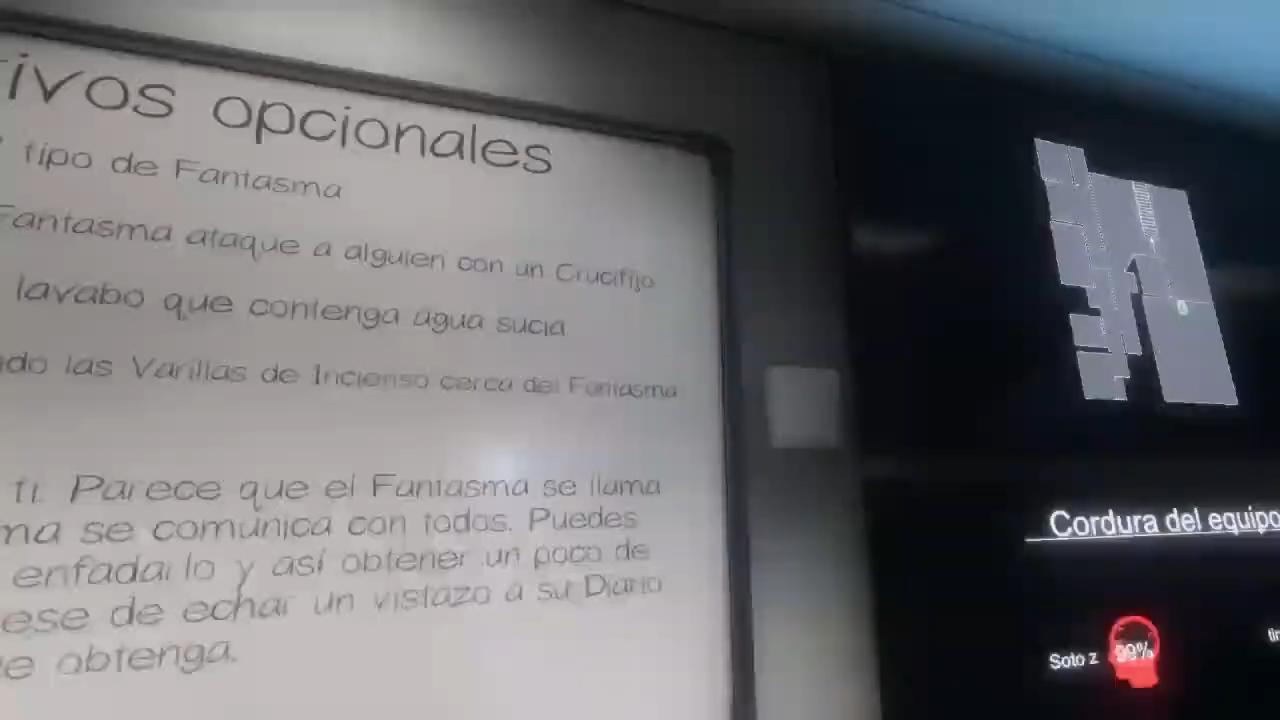 tivos opcionales
tipo de Fantasma
Fantasma ataque a alguien con un Crucifijo
lavabo que contenga agua sucia
ndo las Varillas de Incienso cerca del Fantasma
ti. Parece que el Fantasma se llama
ma se comunica con todos. Puedes
enfadarlo y así obtener un poco de
ese de echar un vistazo a su Diario
e obtenga.
Cordura del equipo
Soto z 99%